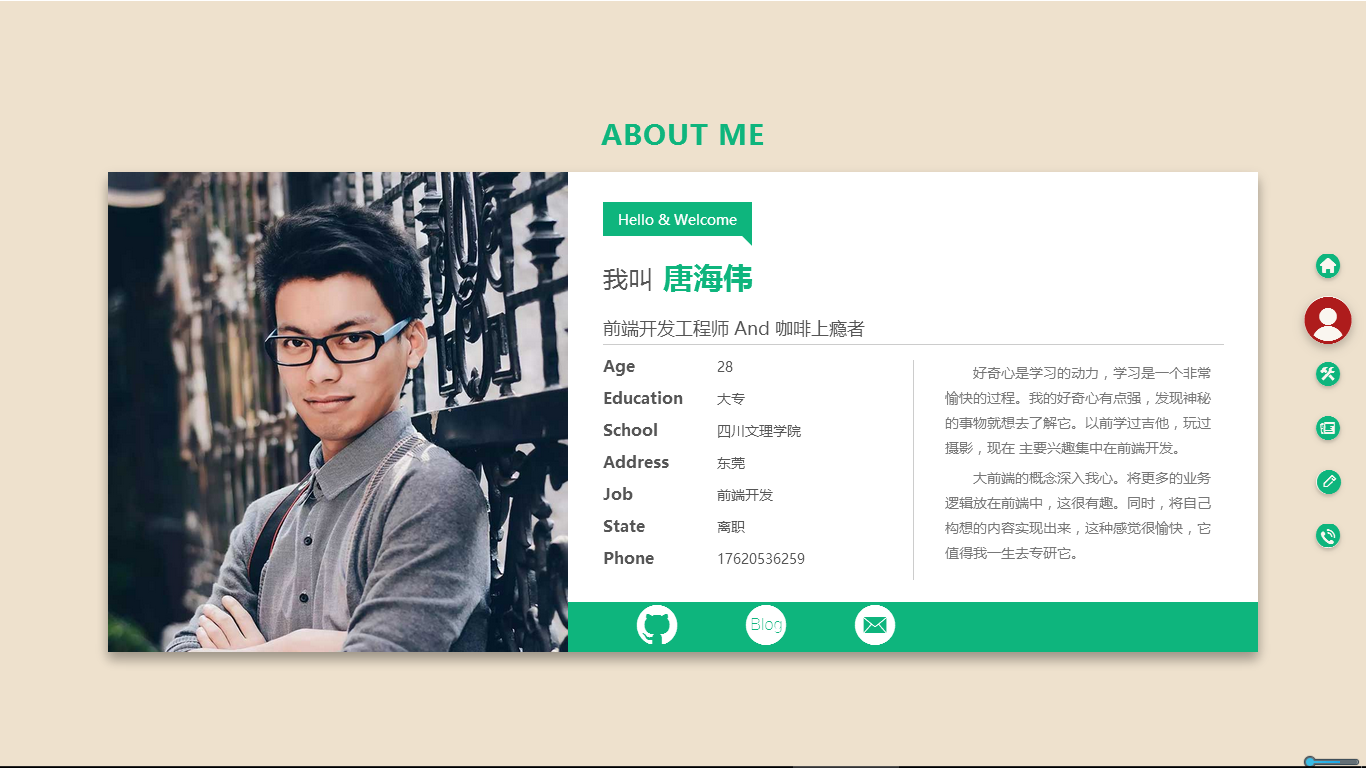 ABOUT ME
Hello & Welcome
我叫 唐海伟
前端开发工程师 And 咖啡上瘾者
Age 28
Education 大专
School 四川文理学院
Address 东莞
Job 前端开发
State 离职
Phone 17620536259
好奇心是学习的动力，学习是一个非常
愉快的过程。我的好奇心有点强，发现神秘
的事物就想去了解它。以前学过吉他，玩过
摄影，现在 主要兴趣集中在前端开发。
大前端的概念深入我心。将更多的业务
逻辑放在前端中，这很有趣。同时，将自己
构想的内容实现出来，这种感觉很愉快，它
值得我一生去专研它。
Blog